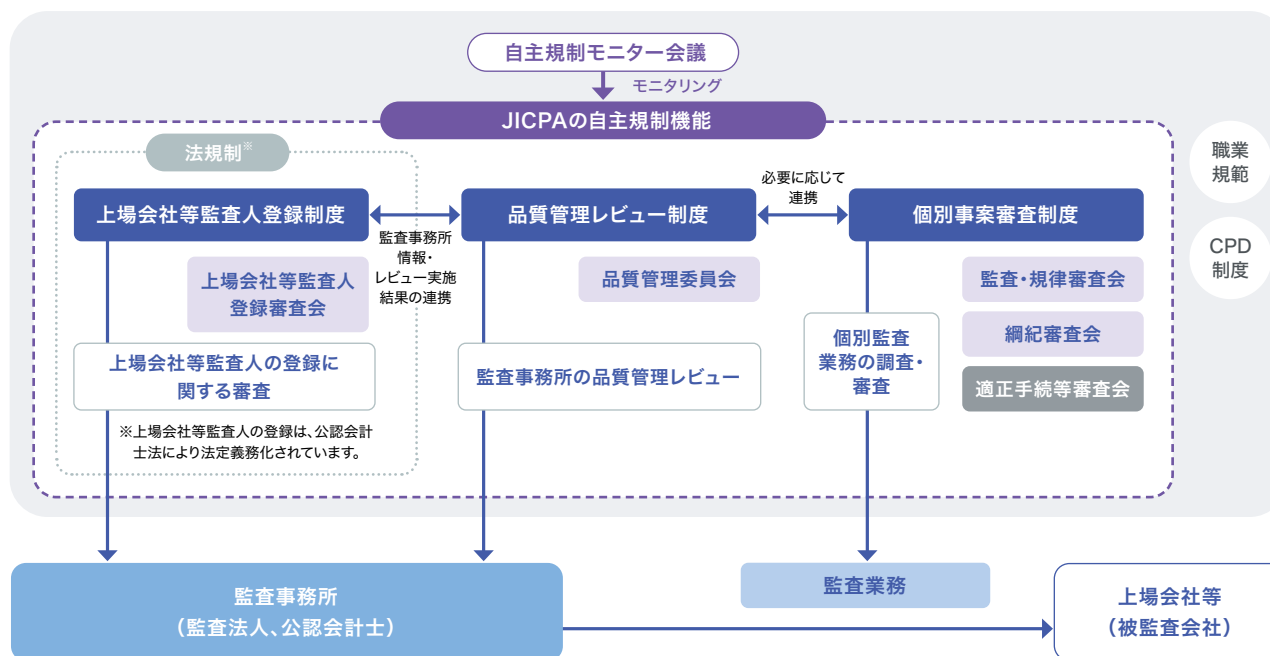 自主規制モニター会議
モニタリング
JICPAの自主規制機能
法規制※
職業
規範
CPD
制度
上場会社等監査人登録制度
監査事務所
情報・
レビュー実施
結果の連携
品質管理レビュー制度
必要に応じて
連携
個別事案審査制度
上場会社等監査人
登録審査会
品質管理委員会
監査・規律審査会
綱紀審査会
適正手続等審査会
上場会社等監査人の登録に
関する審査
監査事務所の品質管理レビュー
個別監査
業務の調査・
審査
※上場会社等監査人の登録は、公認会計
士法により法定義務化されています。
監査事務所
（監査法人、公認会計士）
監査業務
上場会社等
（被監査会社）